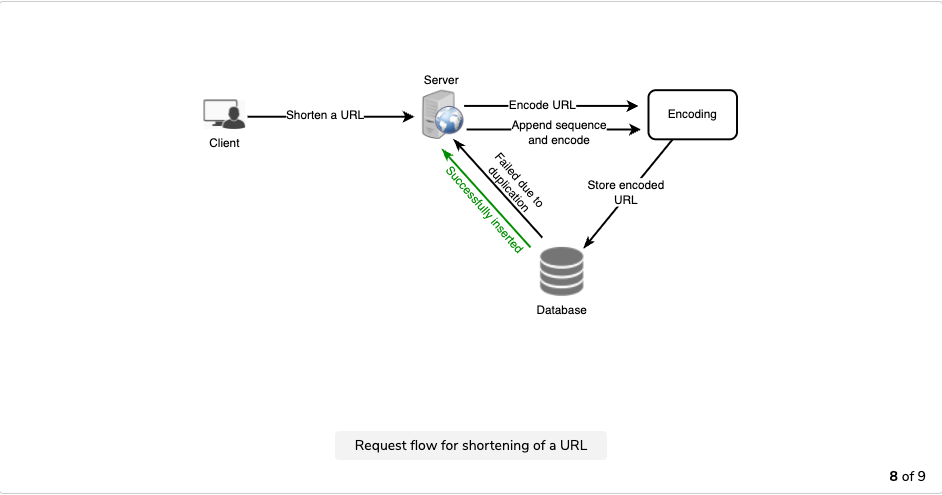 Server
Shorten a URL
Client
Encode URL
Append sequence
and encode
Encoding
Failed due to
duplication
Successfully inserted
Store encoded
URL
Database
Request flow for shortening of a URL
8 of 9